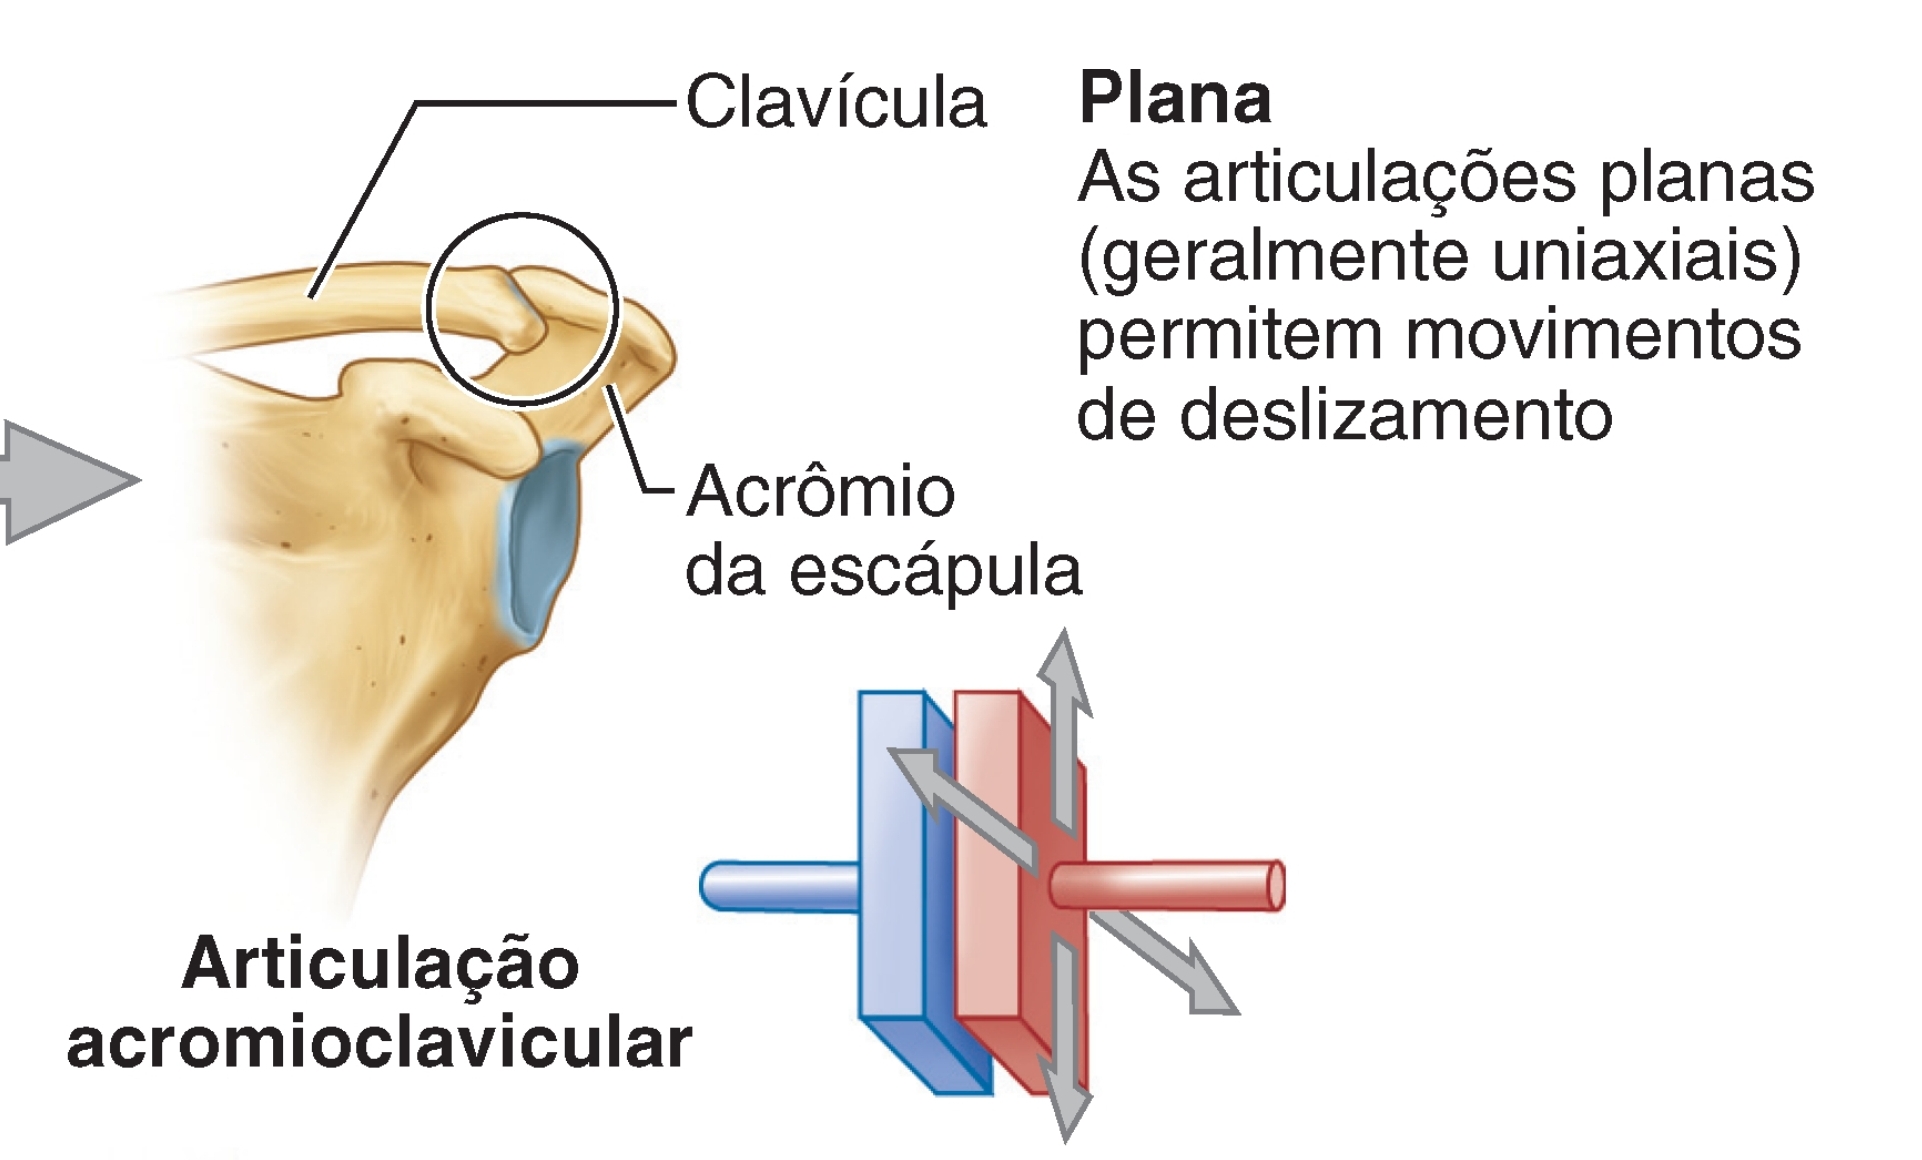 Clavícula
Plana
As articulações planas
(geralmente uniaxiais)
permitem movimentos
de deslizamento
Acrômio
da escápula
Articulação
acromioclavicular